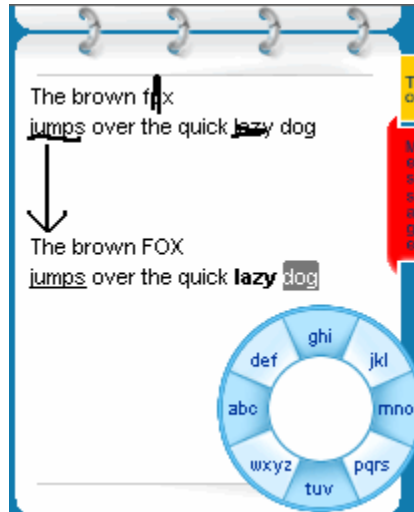 The brown fox
jumps over the quick lazy dog
The brown FOX
jumps over the quick lazy dog
ghi
def
jkl
abc
mno
wxyz
pqrs
tuv